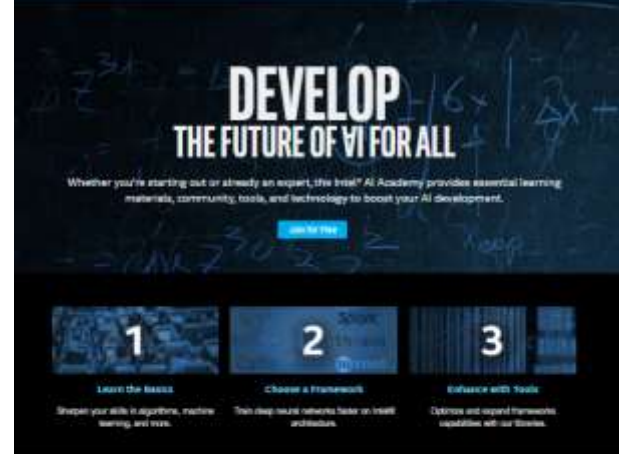 DEVELOP
THE FUTURE OF ∀I FOR ALL
Whether you're starting out or already an expert, the Intel® AI Academy provides essential learning
materials, community, tools, and technology to boost your AI development.
Join for Free
1
2
3
Learn the Basics
Choose a Framework
Enhance with Tools
Sharpen your skills in algorithms, machine
learning, and more.
Train deep neural networks faster on Intel®
architecture.
Optimize and expand frameworks
capabilities with our libraries.